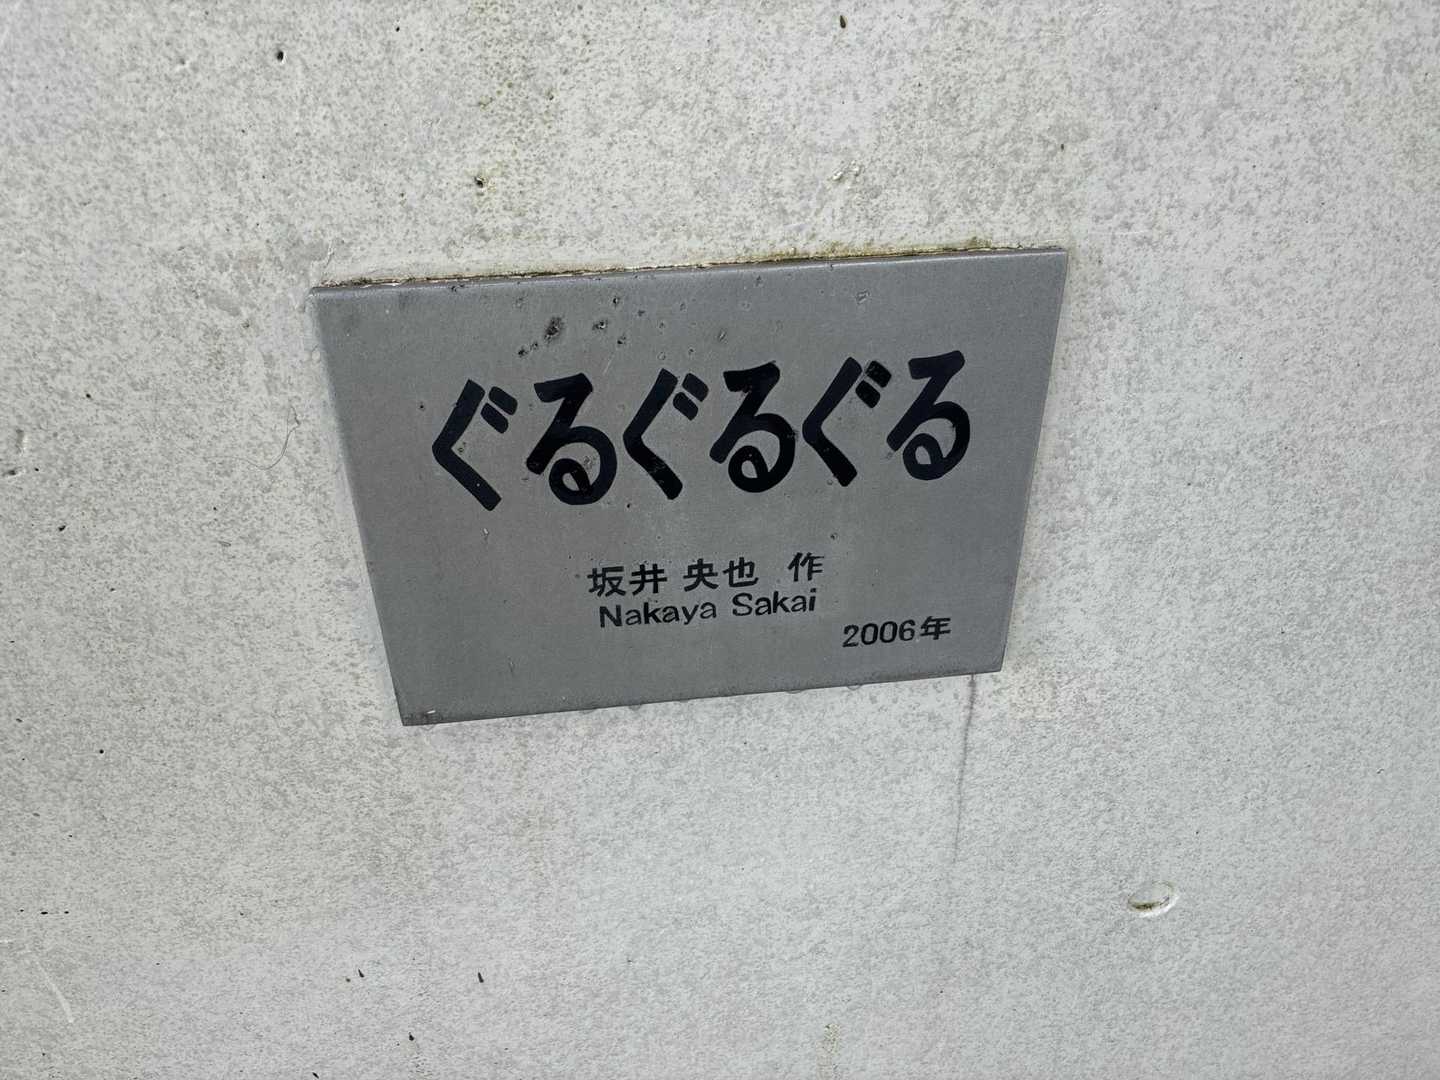 ぐるぐるぐる
坂井 央也 作
Nakaya Sakai
2006年